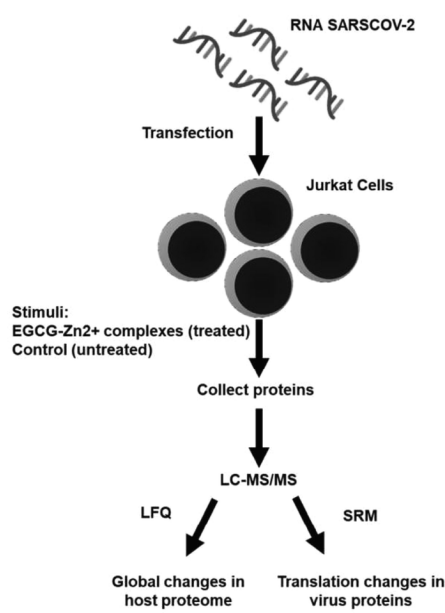 RNA SARSCOV-2
Transfection
Jurkat Cells
Stimuli:
EGCG-Zn2+ complexes (treated)
Control (untreated)
Collect proteins
LC-MS/MS
LFQ
SRM
Global changes in
host proteome
Translation changes in
virus proteins